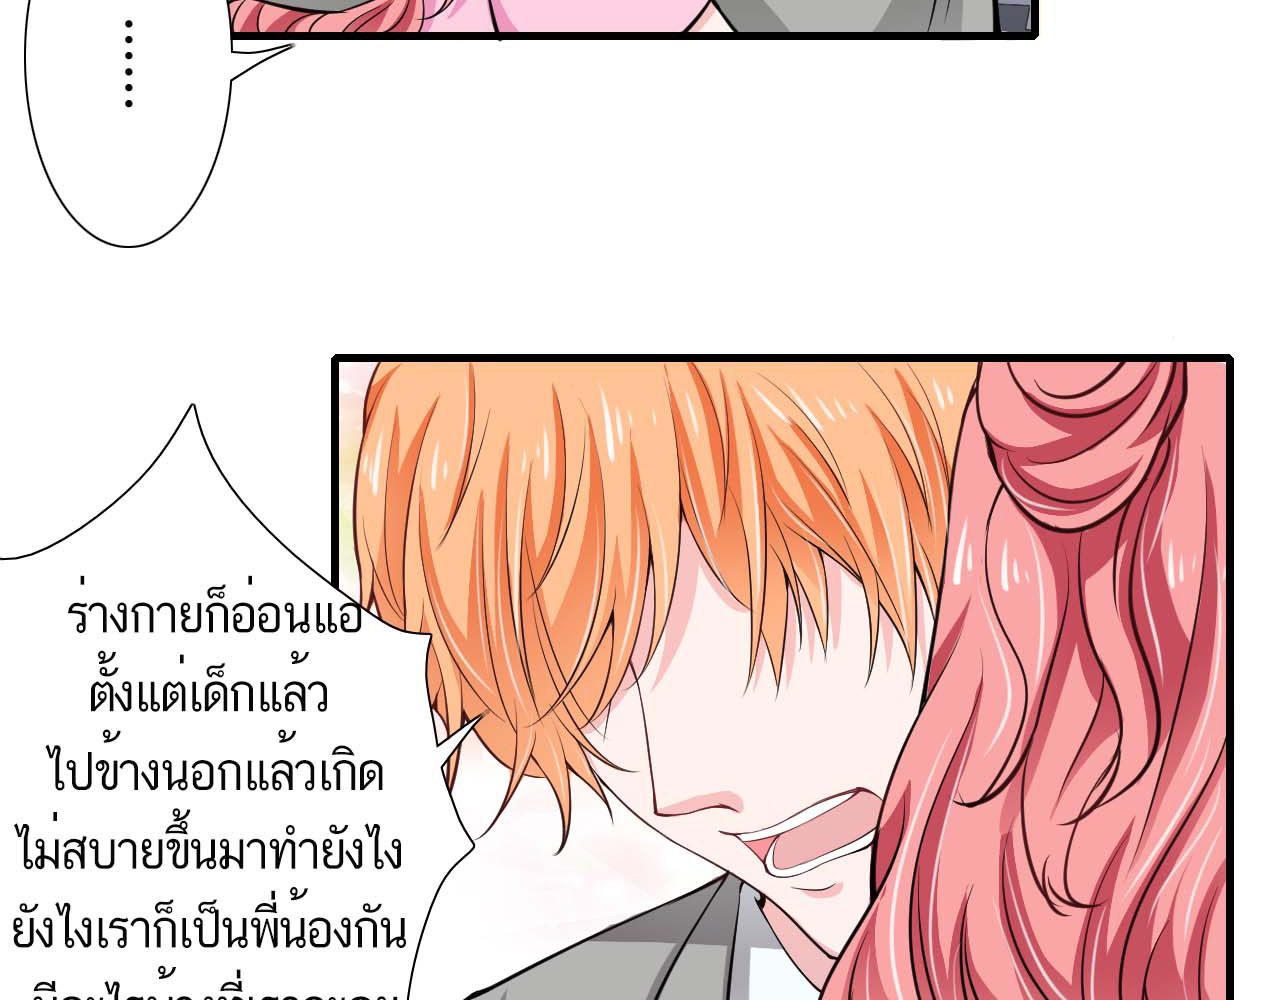 ......
ร่างกายก็อ่อนแอ
ตั้งแต่เด็กแล้ว
ไปข้างนอกแล้วเกิด
ไม่สบายขึ้นมาทำยังไง
ยังไงเราก็เป็นพี่น้องกัน